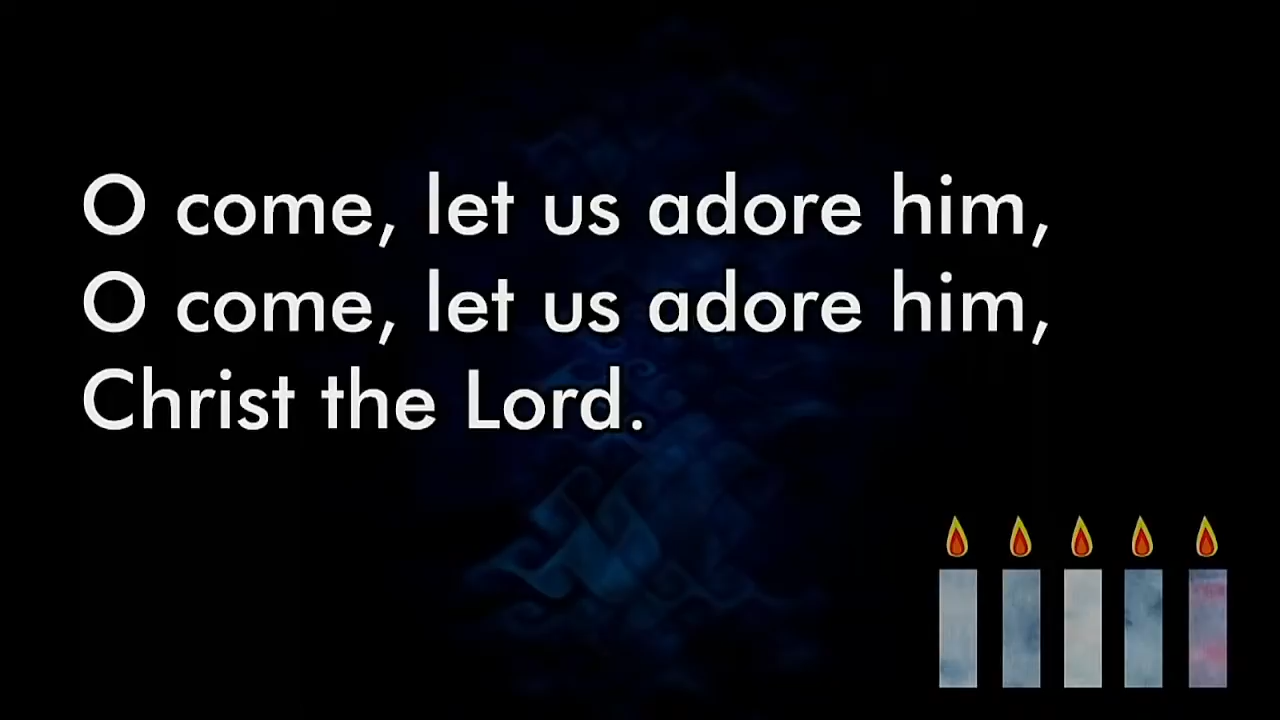 O come, let us adore him,
O come, let us adore him,
Christ the Lord.